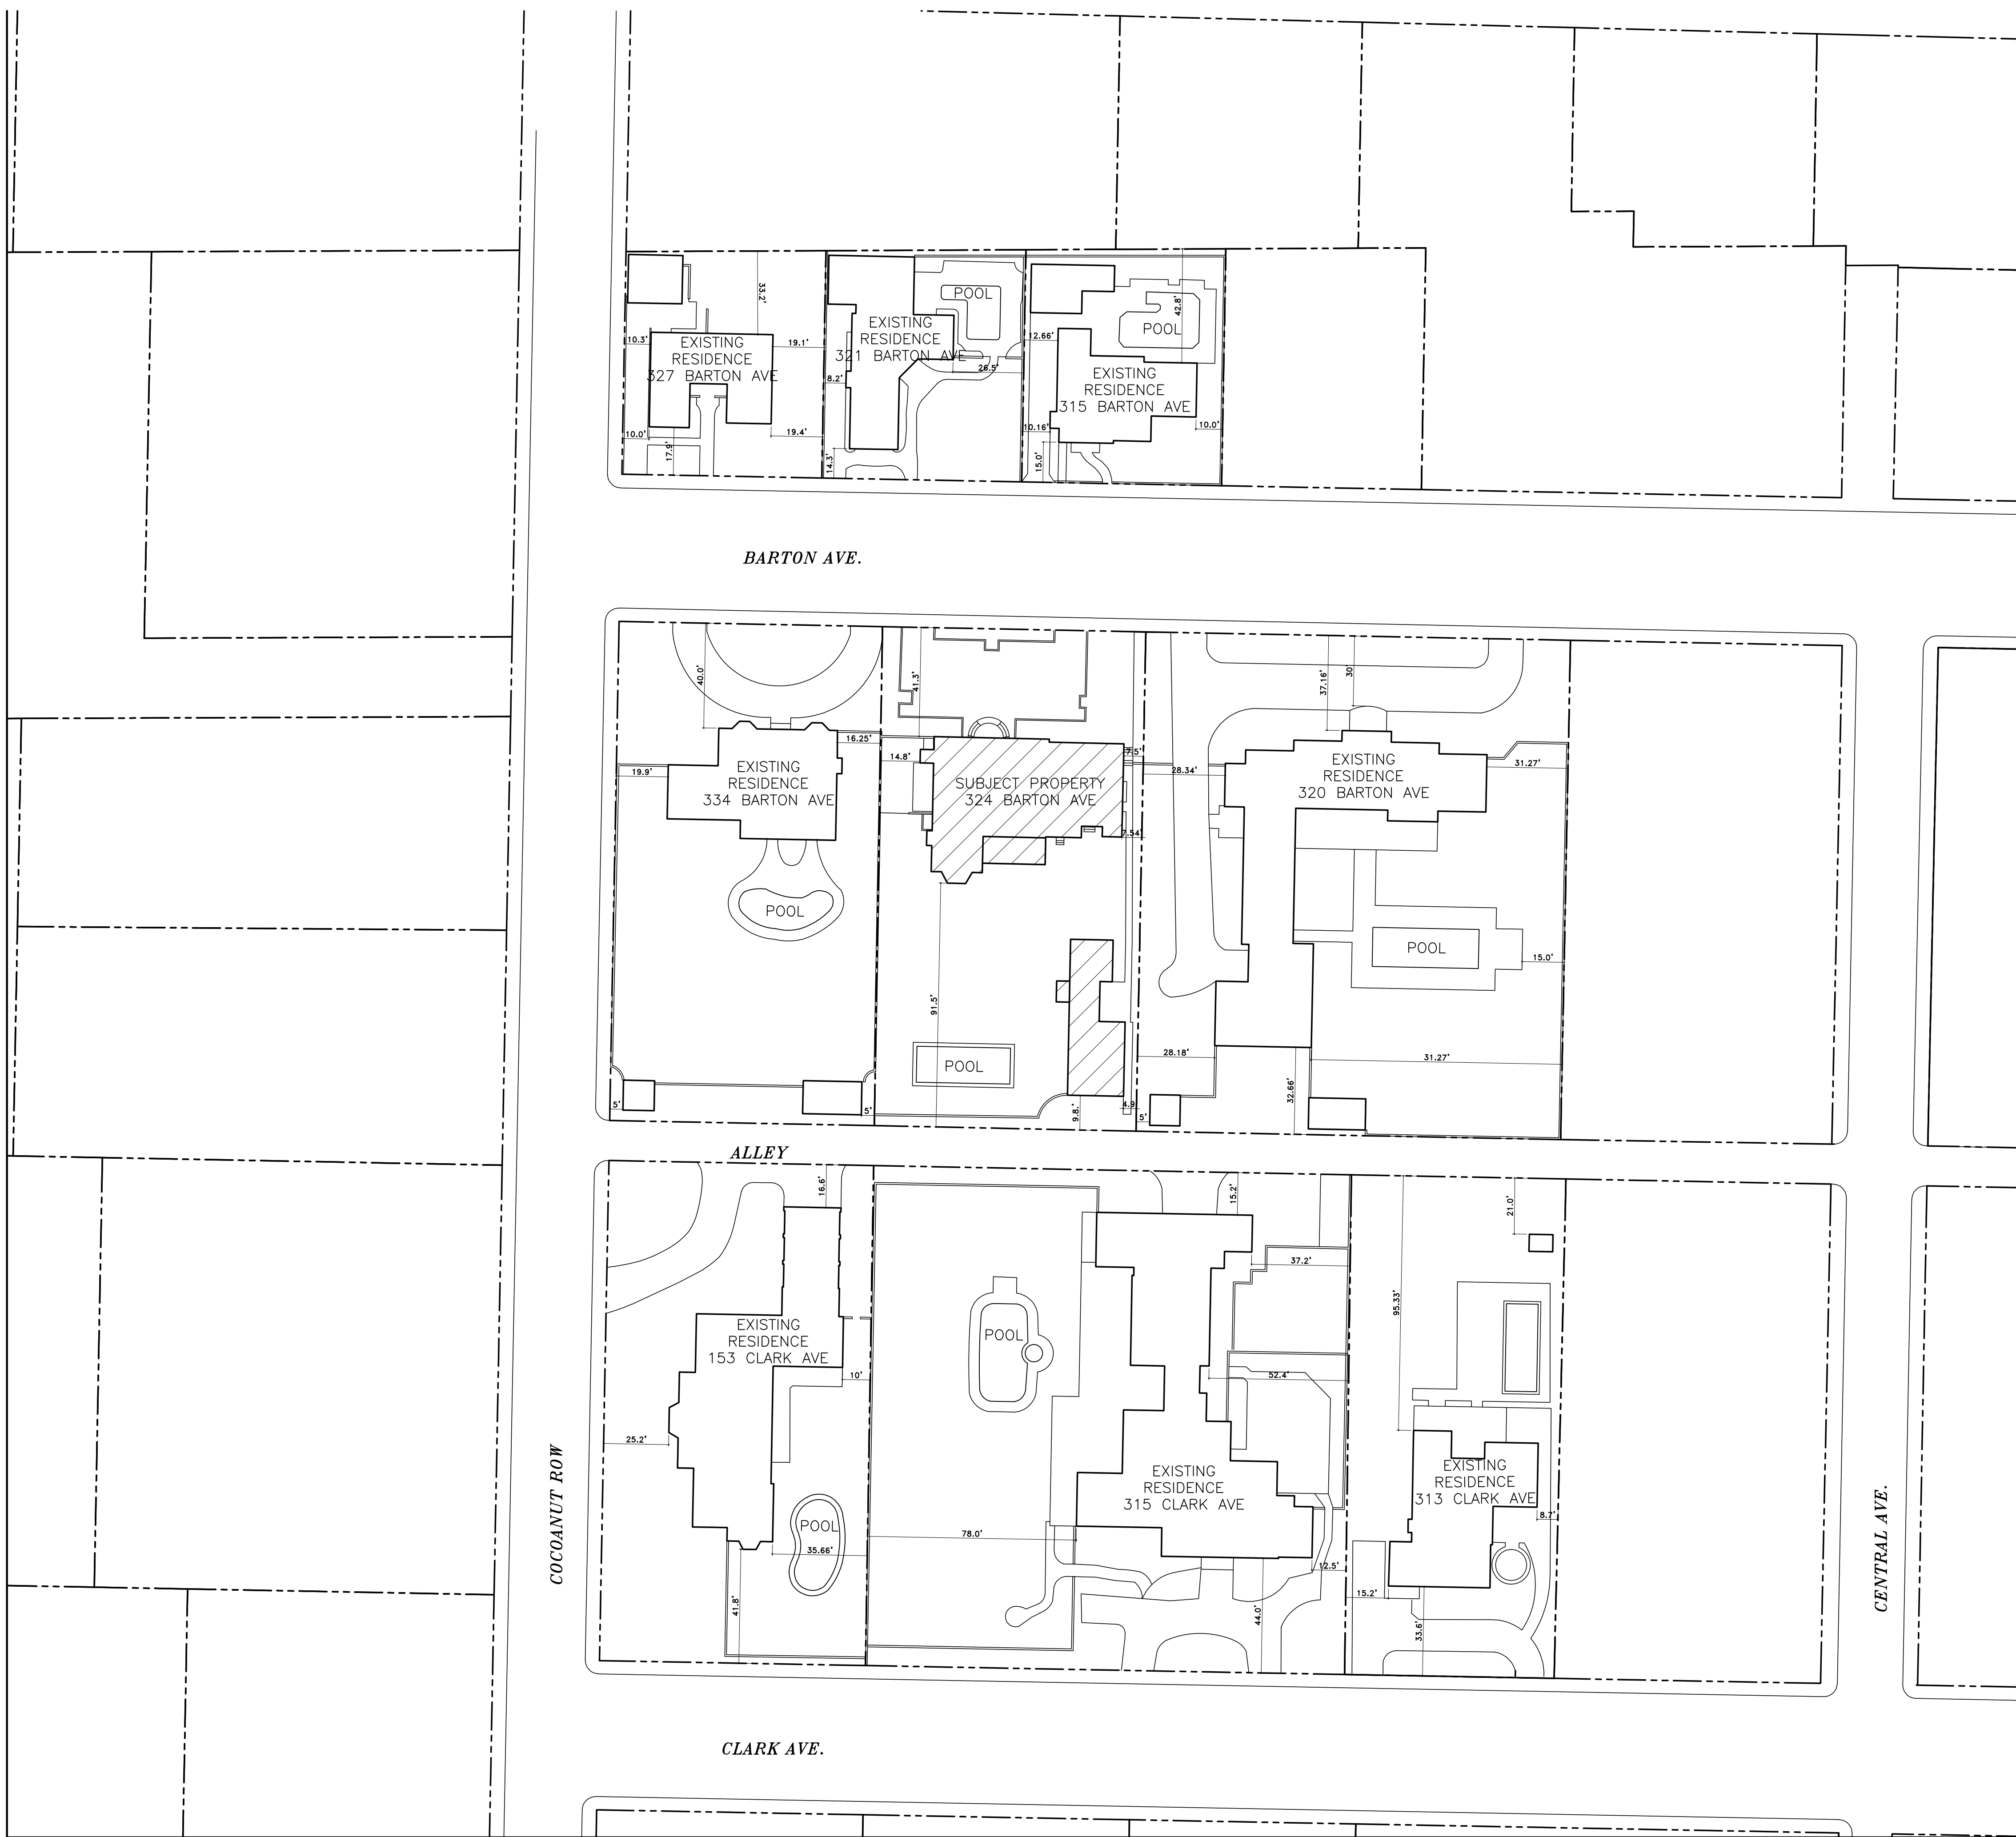 33.2'
POOL
42.8'
POOL
10.3'
EXISTING
RESIDENCE
327 BARTON AVE
19.1'
EXISTING
RESIDENCE
321 BARTON AVE
8.2'
26.5'
12.66'
EXISTING
RESIDENCE
315 BARTON AVE
10.0'
17.9'
19.4'
14.3'
10.16'
15.0'
10.0'
BARTON AVE.
40.0'
41.3'
37.16'
30'
16.25'
14.8'
7.5'
19.9'
EXISTING
RESIDENCE
334 BARTON AVE
SUBJECT PROPERTY
324 BARTON AVE
28.34'
EXISTING
RESIDENCE
320 BARTON AVE
31.27'
7.54'
POOL
POOL
15.0'
91.5'
POOL
28.18'
31.27'
32.66'
5'
5'
9.8.'
4.9
5'
ALLEY
16.6'
15.2'
21.0'
37.2'
95.33'
EXISTING
RESIDENCE
153 CLARK AVE
POOL
10'
52.4'
25.2'
COCOANUT ROW
EXISTING
RESIDENCE
315 CLARK AVE
EXISTING
RESIDENCE
313 CLARK AVE
8.7'
CENTRAL AVE.
POOL
35.66'
78.0'
12.5'
15.2'
41.8'
44.0'
33.6'
CLARK AVE.